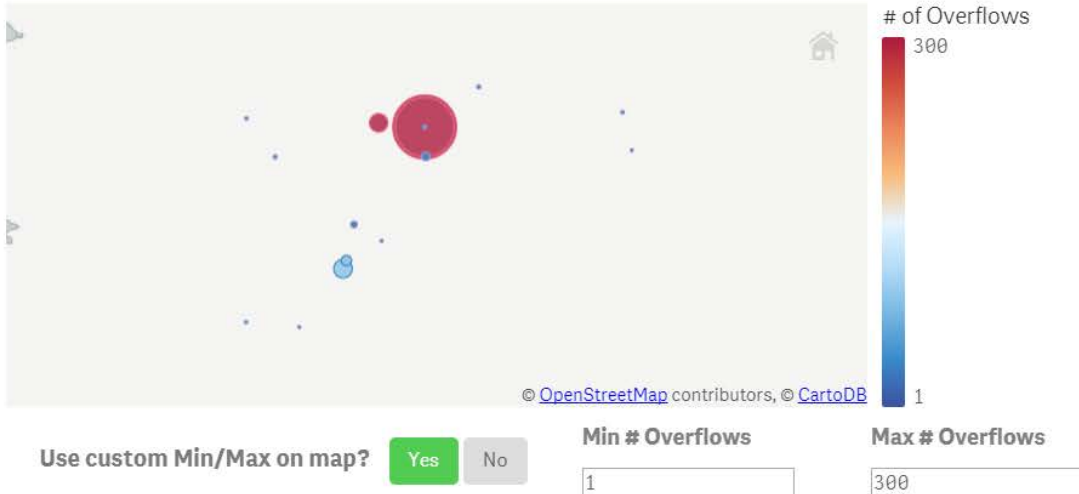 # of Overflows
300
© OpenStreetMap contributors, © CartoDB
1
Use custom Min/Max on map?
Yes
No
Min # Overflows
1
Max # Overflows
300